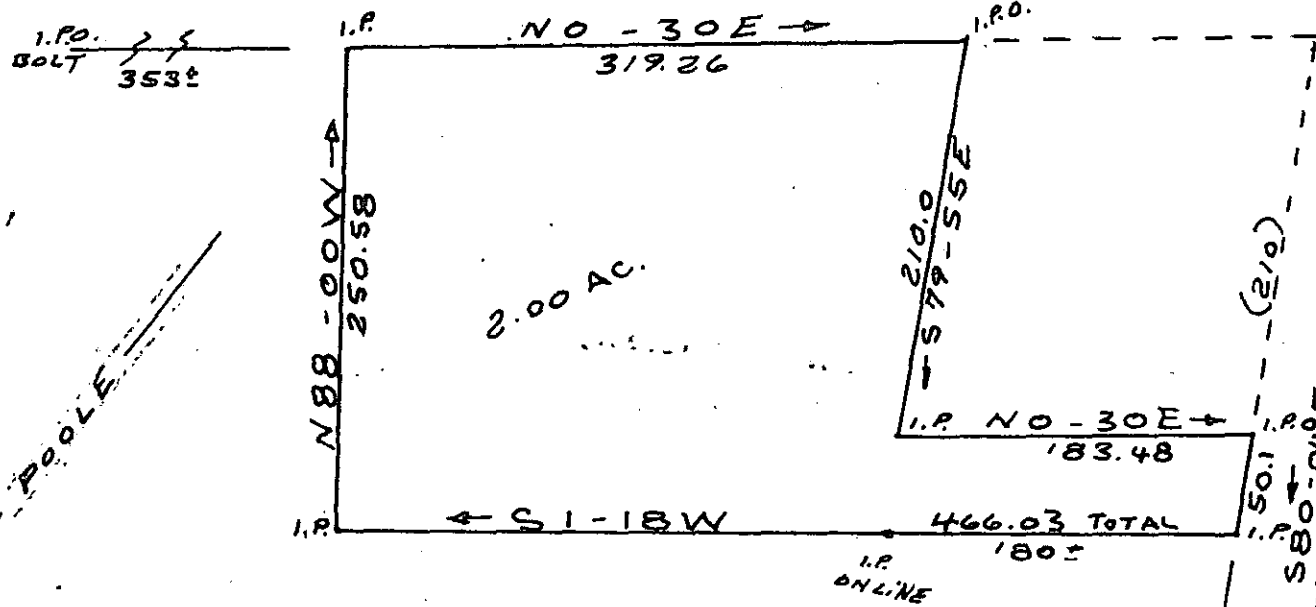 I.P.O.
BOLT
353±
I.P.
N 0 - 30 E →
319.26
I.P.O.
N 88 - 00 W →
250.58
2.00 AC.
210.0
← S 79 - 55 E
(210)
POOLE
I.P.
N 0 - 30 E →
183.48
I.P.O.
50.1
I.P.
← S 1 - 18 W
466.03 TOTAL
180±
I.P.
I.P.
ON LINE